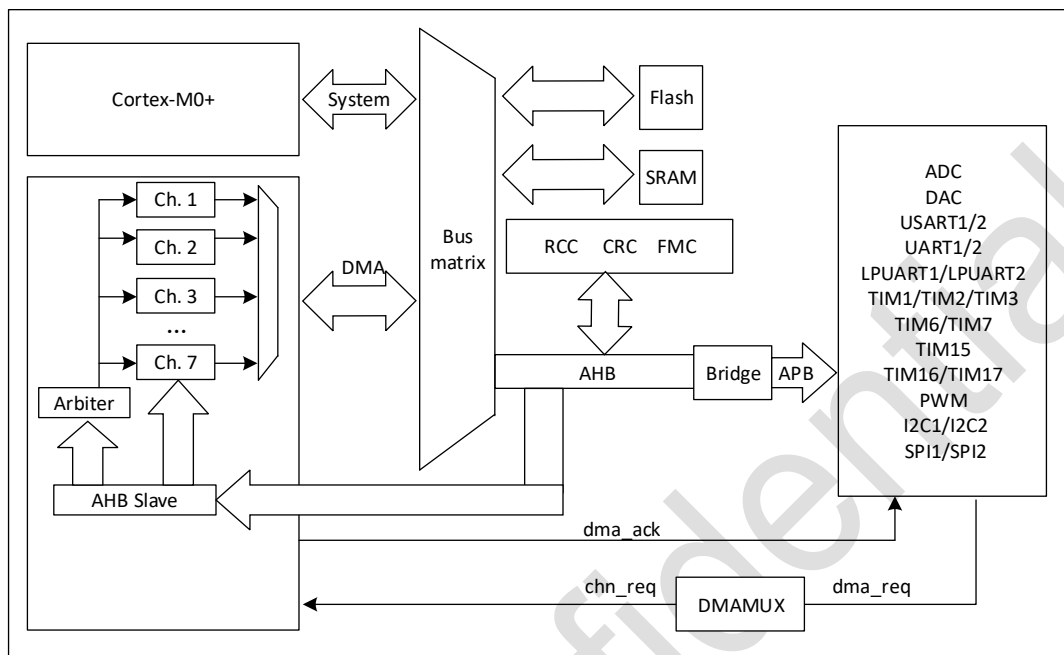 Cortex-M0+
System
Flash
SRAM
RCC CRC FMC
Bus
matrix
DMA
Ch. 1
Ch. 2
Ch. 3
...
Ch. 7
Arbiter
AHB Slave
AHB
Bridge
APB
ADC
DAC
USART1/2
UART1/2
LPUART1/LPUART2
TIM1/TIM2/TIM3
TIM6/TIM7
TIM15
TIM16/TIM17
PWM
I2C1/I2C2
SPI1/SPI2
dma_ack
chn_req
DMAMUX
dma_req
fidential